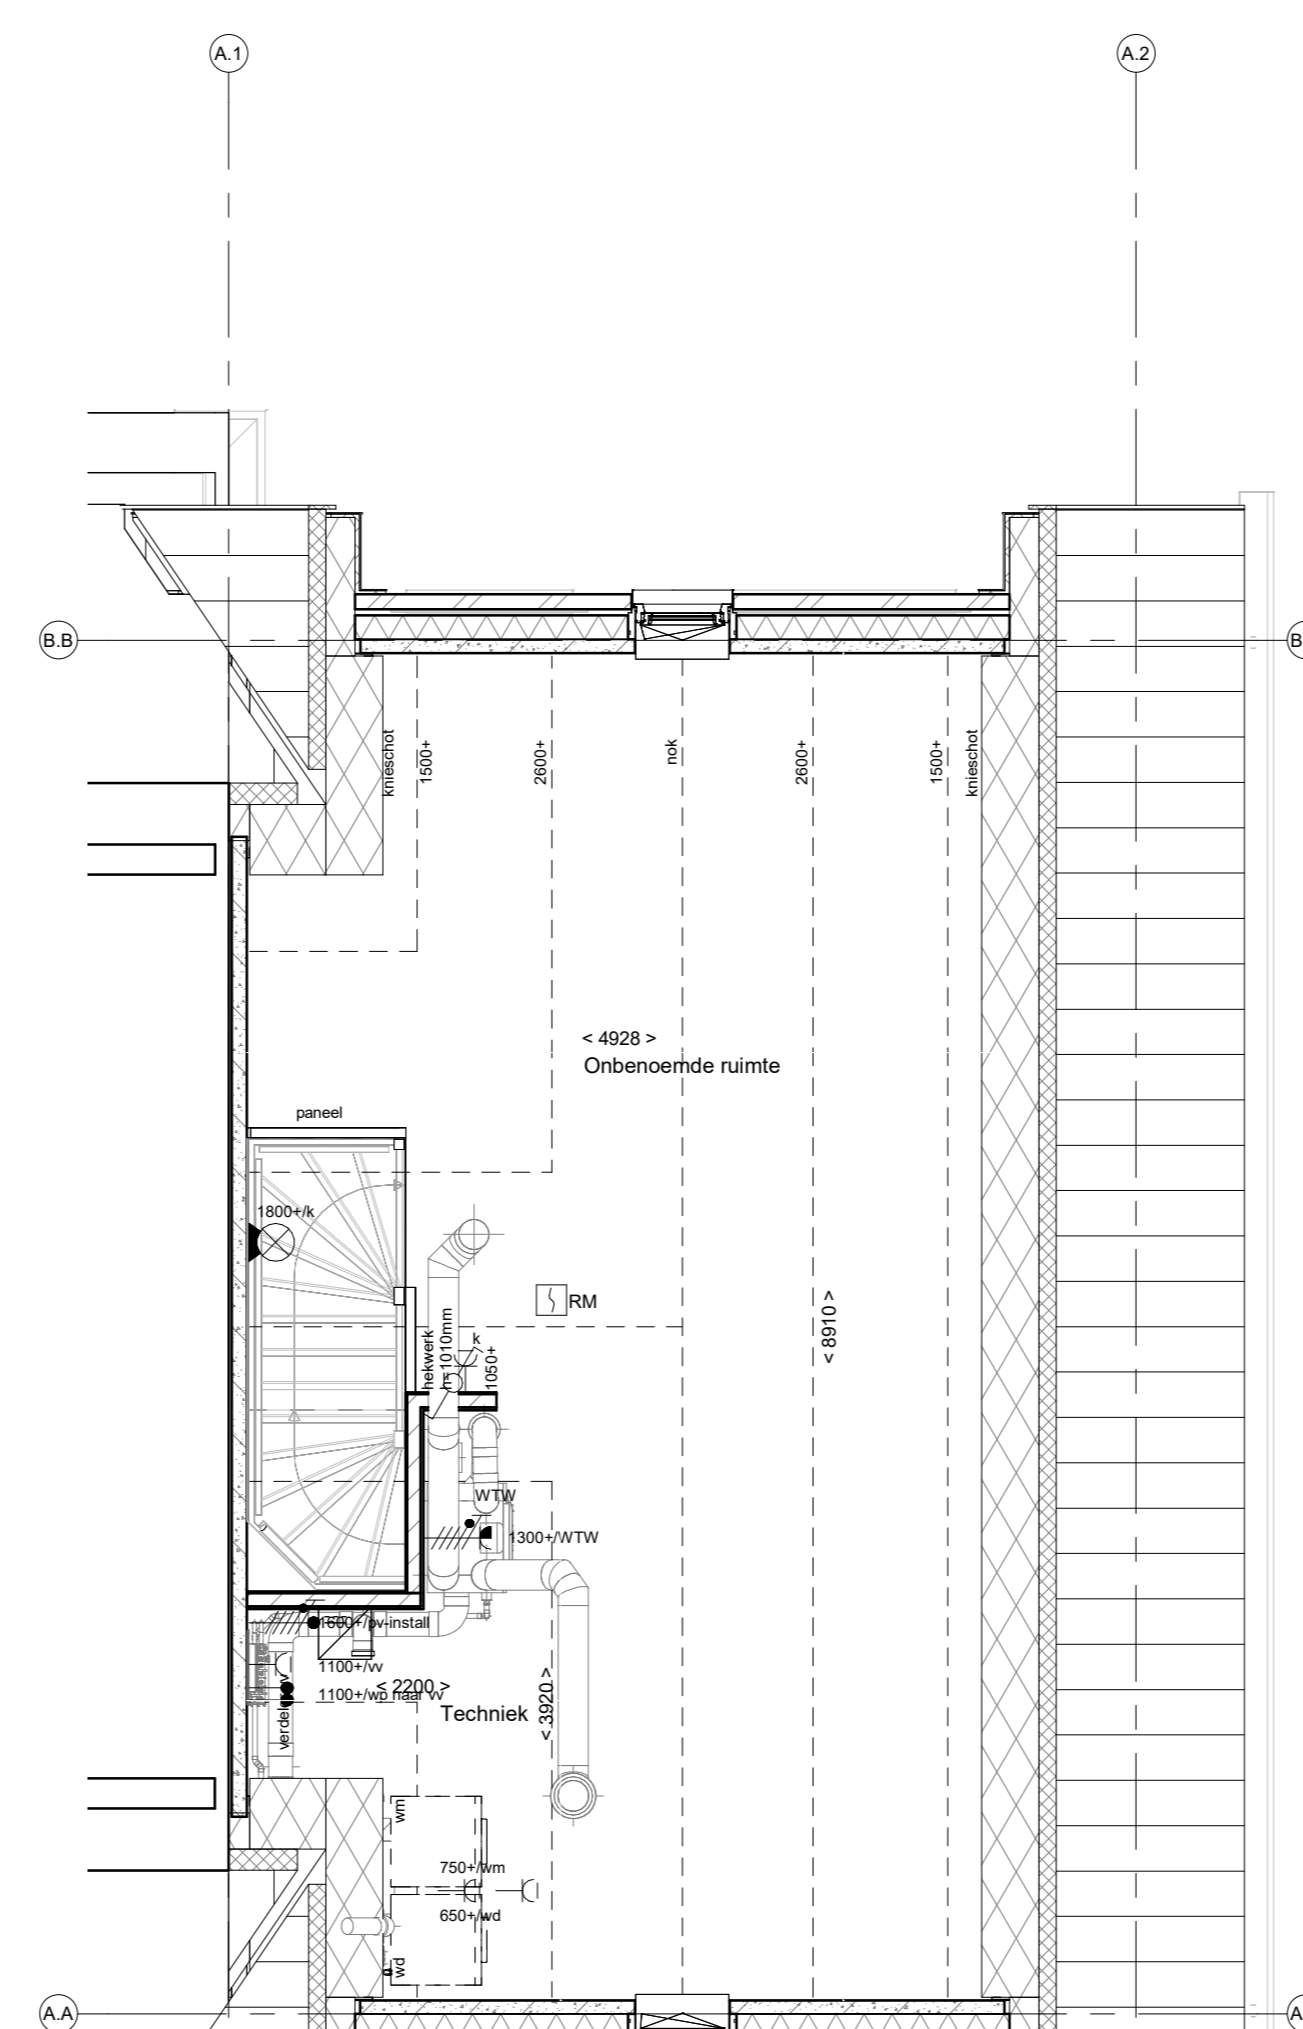 A.1
A.2
B.B
B
knieschot
1500+
2600+
nok
2600+
1500+
knieschot
< 4928 >
Onbenoemde ruimte
paneel
1800+/k
RM
< 8910 >
hekwerk
h=1010mm
k
1050+
WTW
1300+/WTW
1600+/pv-install
1100+/vv
< 2200 >
1100+/wp naar vv
Techniek
< 3920 >
wm
750+/wm
650+/wd
wd
A.A
A